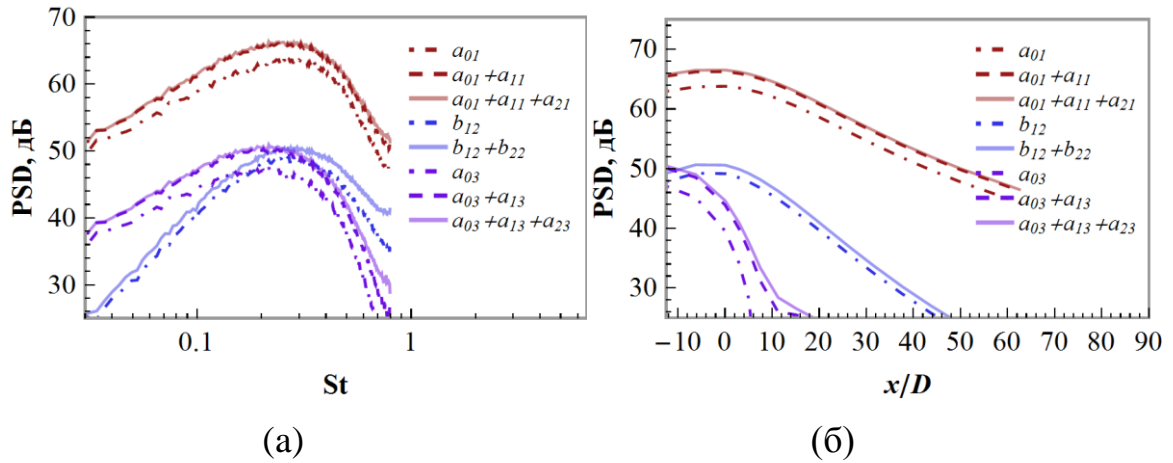 70
60
50
40
30
PSD, дБ
0.1
1
St
a01
a01+a11
a01+a11+a21
b12
b12+b22
a03
a03+a13
a03+a13+a23
(а)
70
60
50
40
30
PSD, дБ
−10 0 10 20 30 40 50 60 70 80 90
x/D
a01
a01+a11
a01+a11+a21
b12
b12+b22
a03
a03+a13
a03+a13+a23
(б)